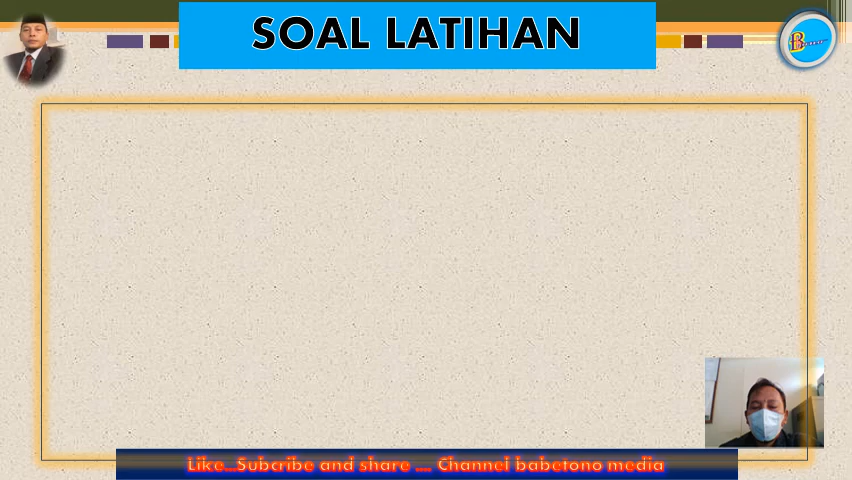 SOAL LATIHAN
Like...Subcribe and share .... Channel babetono media